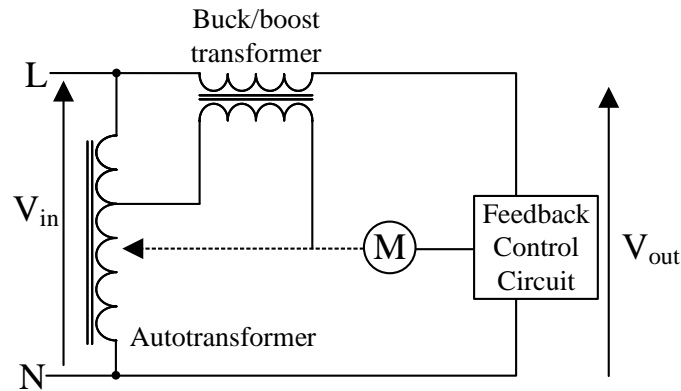 Buck/boost
transformer
L
V_in
M
Feedback
Control
Circuit
V_out
Autotransformer
N